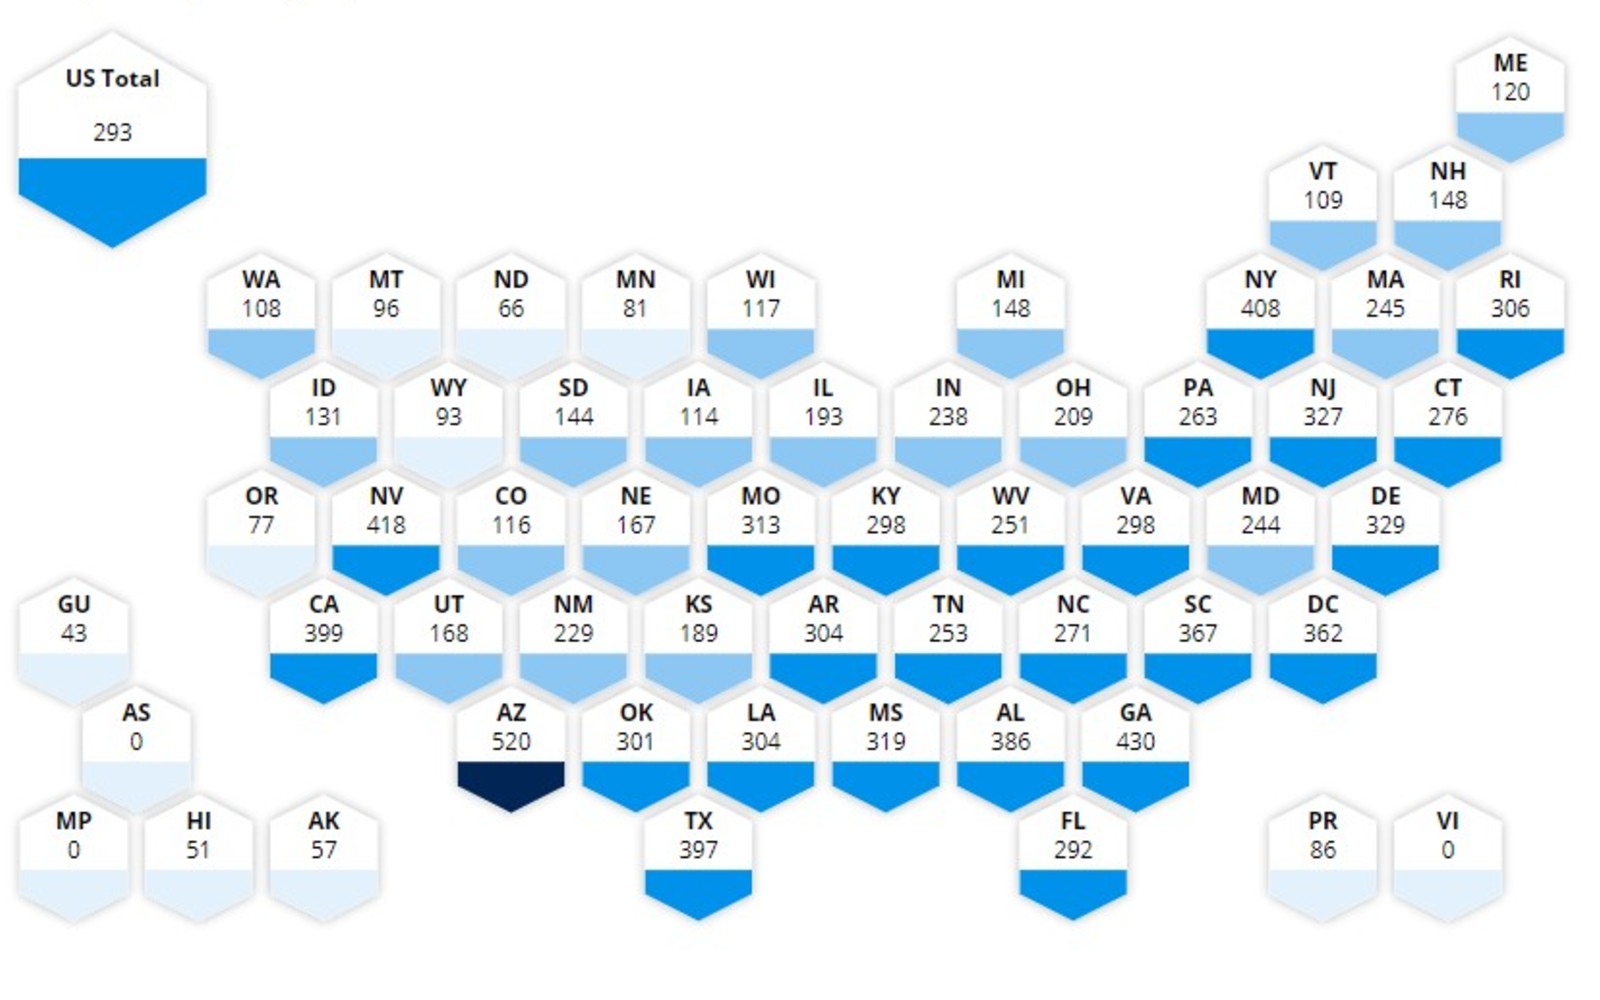 US Total
293
ME
120
VT
109
NH
148
WA
108
MT
96
ND
66
MN
81
WI
117
MI
148
NY
408
MA
245
RI
306
ID
131
WY
93
SD
144
IA
114
IL
193
IN
238
OH
209
PA
263
NJ
327
CT
276
OR
77
NV
418
CO
116
NE
167
MO
313
KY
298
WV
251
VA
298
MD
244
DE
329
GU
43
CA
399
UT
168
NM
229
KS
189
AR
304
TN
253
NC
271
SC
367
DC
362
AS
0
AZ
520
OK
301
LA
304
MS
319
AL
386
GA
430
MP
0
HI
51
AK
57
TX
397
FL
292
PR
86
VI
0